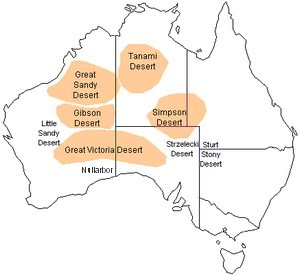 Tanami
Desert
Great
Sandy
Desert
Gibson
Desert
Simpson
Desert
Little
Sandy
Desert
Great Victoria Desert
Strzelecki
Desert
Sturt
Stony
Desert
Nullarbor